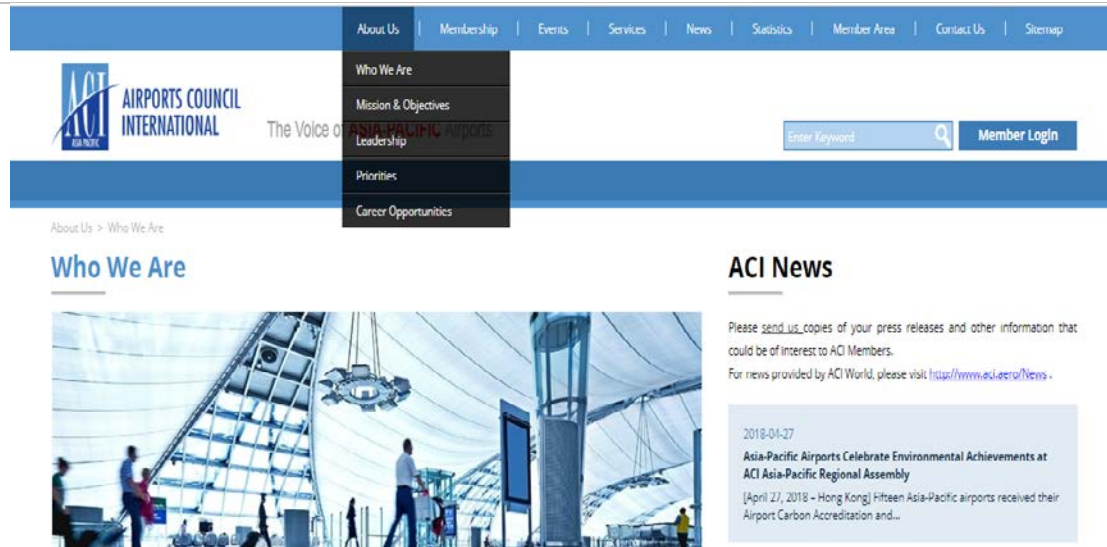 About Us | Membership | Events | Services | News | Statistics | Member Area | Contact Us | Sitemap
Who We Are
Mission & Objectives
Leadership
Priorities
Career Opportunities
ACI
ASIA PACIFIC
AIRPORTS COUNCIL
INTERNATIONAL
The Voice of ASIA-PACIFIC Airports
Enter Keyword
Member Login
About Us > Who We Are
Who We Are
ACI News
Please send us copies of your press releases and other information that
could be of interest to ACI Members.
For news provided by ACI World, please visit http://www.aci.aero/News .
2018-04-27
Asia-Pacific Airports Celebrate Environmental Achievements at
ACI Asia-Pacific Regional Assembly
[April 27, 2018 – Hong Kong] Fifteen Asia-Pacific airports received their
Airport Carbon Accreditation and...